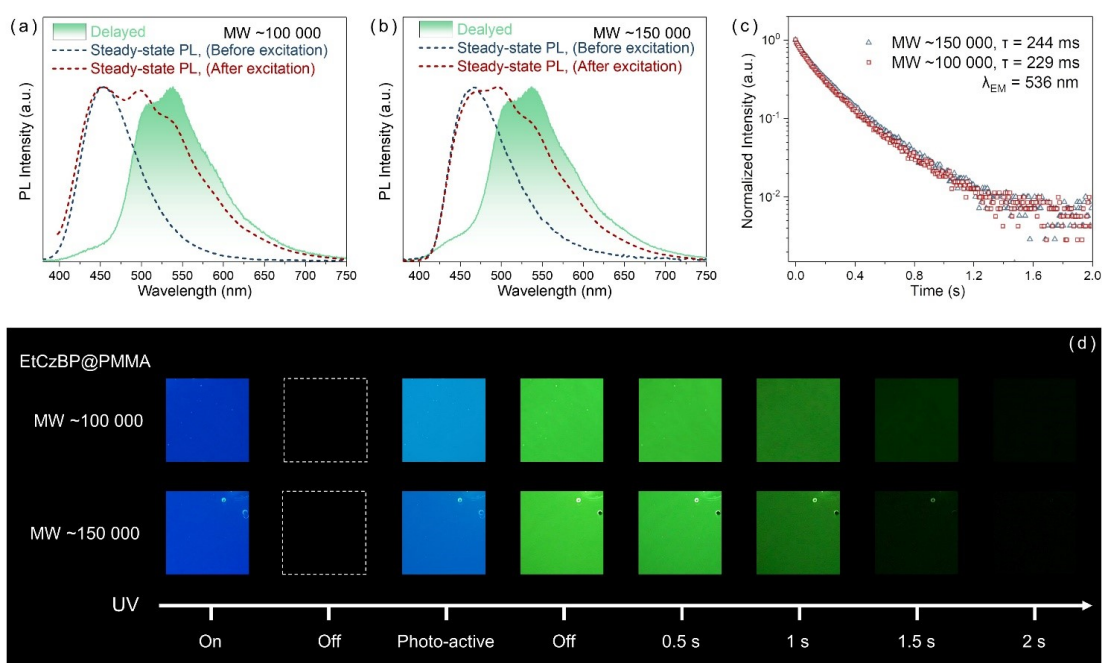 (a)
Delayed
MW ~100 000
Steady-state PL, (Before excitation)
Steady-state PL, (After excitation)
PL Intensity (a.u.)
400 450 500 550 600 650 700 750
Wavelength (nm)
(b)
Dealyed
MW ~150 000
Steady-state PL, (Before excitation)
Steady-state PL, (After excitation)
PL Intensity (a.u.)
400 450 500 550 600 650 700 750
Wavelength (nm)
(c)
MW ~150 000, τ = 244 ms
MW ~100 000, τ = 229 ms
λEM = 536 nm
Normalized Intensity (a.u.)
10⁰
10⁻¹
10⁻²
0.0 0.4 0.8 1.2 1.6 2.0
Time (s)
(d)
EtCzBP@PMMA
MW ~100 000
MW ~150 000
UV
On Off Photo-active Off 0.5 s 1 s 1.5 s 2 s